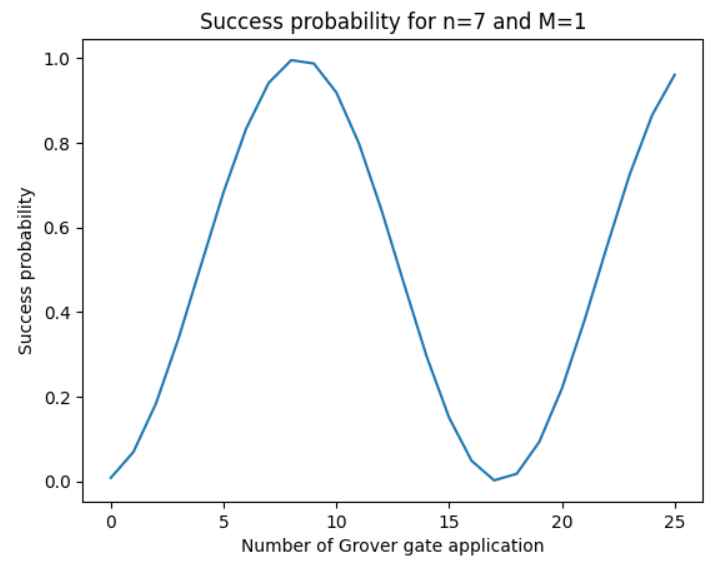 Success probability for n=7 and M=1
1.0
0.8
0.6
0.4
0.2
0.0
Success probability
0 5 10 15 20 25
Number of Grover gate application